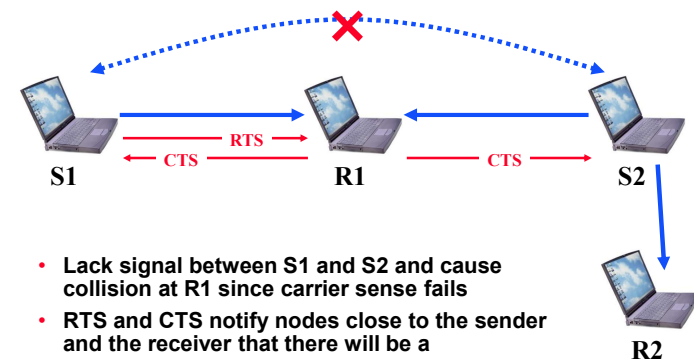 RTS
CTS
CTS
S1
R1
S2
• Lack signal between S1 and S2 and cause
collision at R1 since carrier sense fails
• RTS and CTS notify nodes close to the sender
and the receiver that there will be a
R2